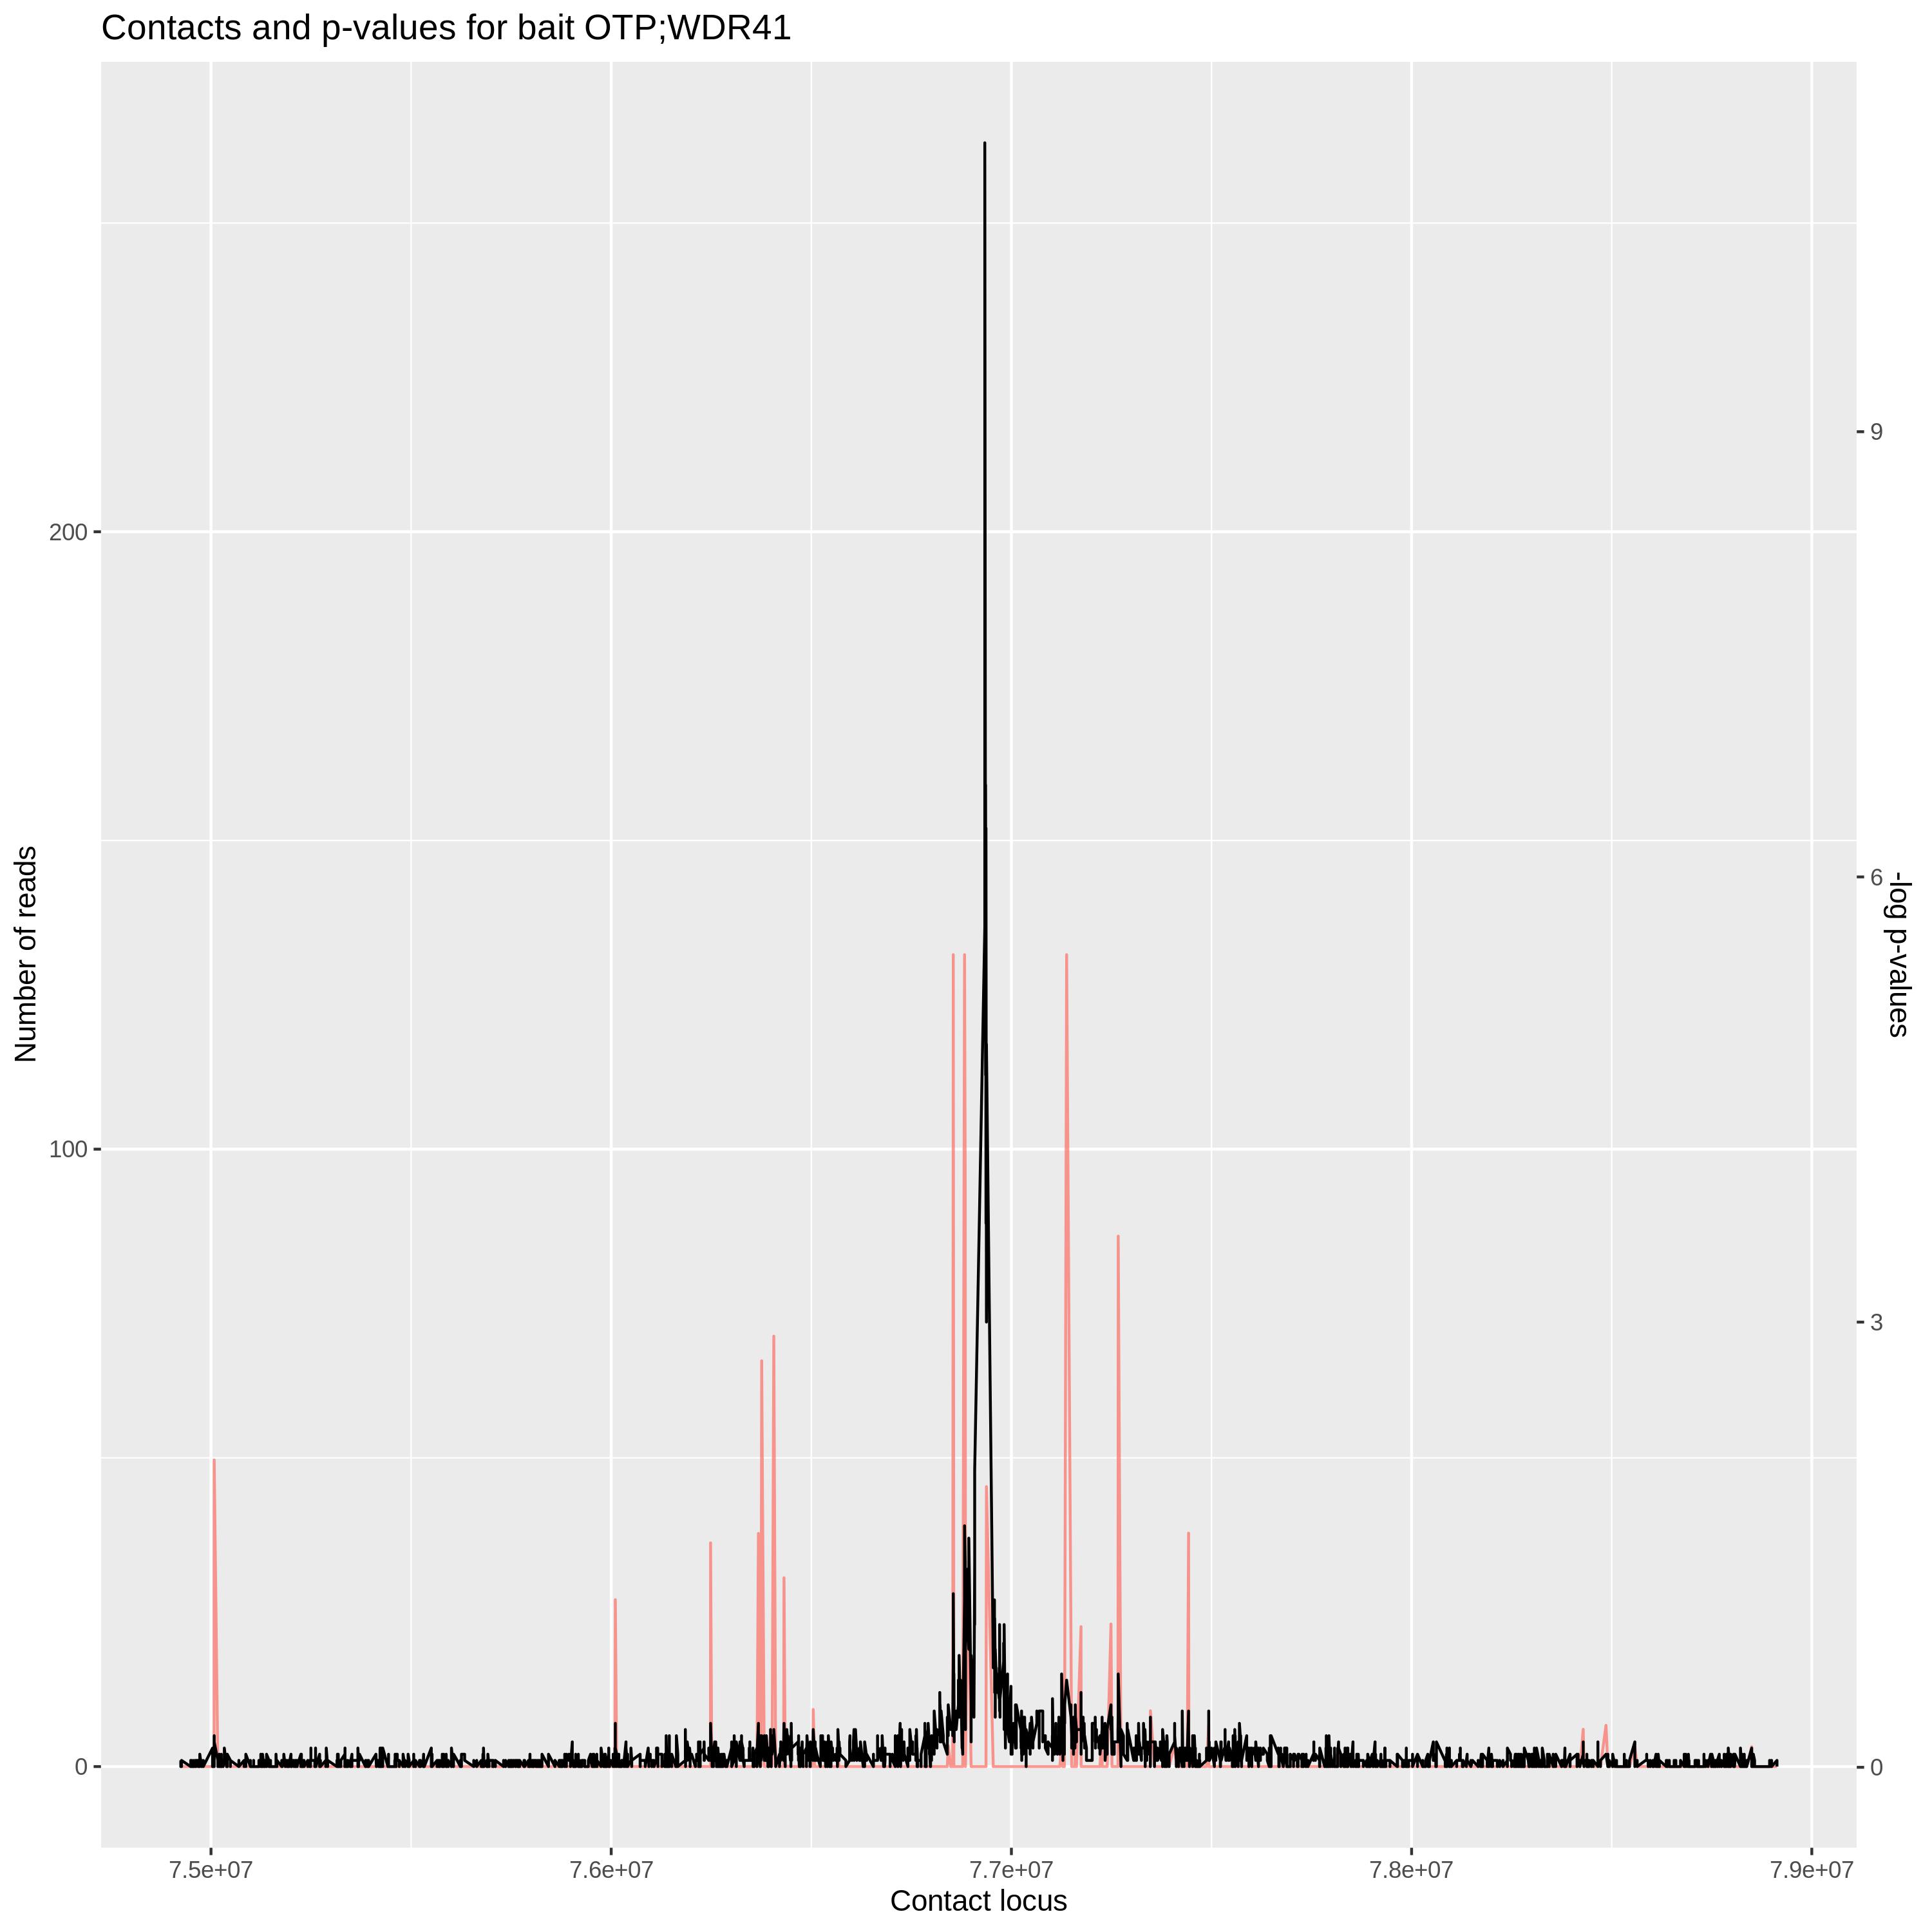 Contacts and p-values for bait OTP;WDR41
200
100
0
Number of reads
9
6
3
0
-log p-values
7.5e+07
7.6e+07
7.7e+07
7.8e+07
7.9e+07
Contact locus